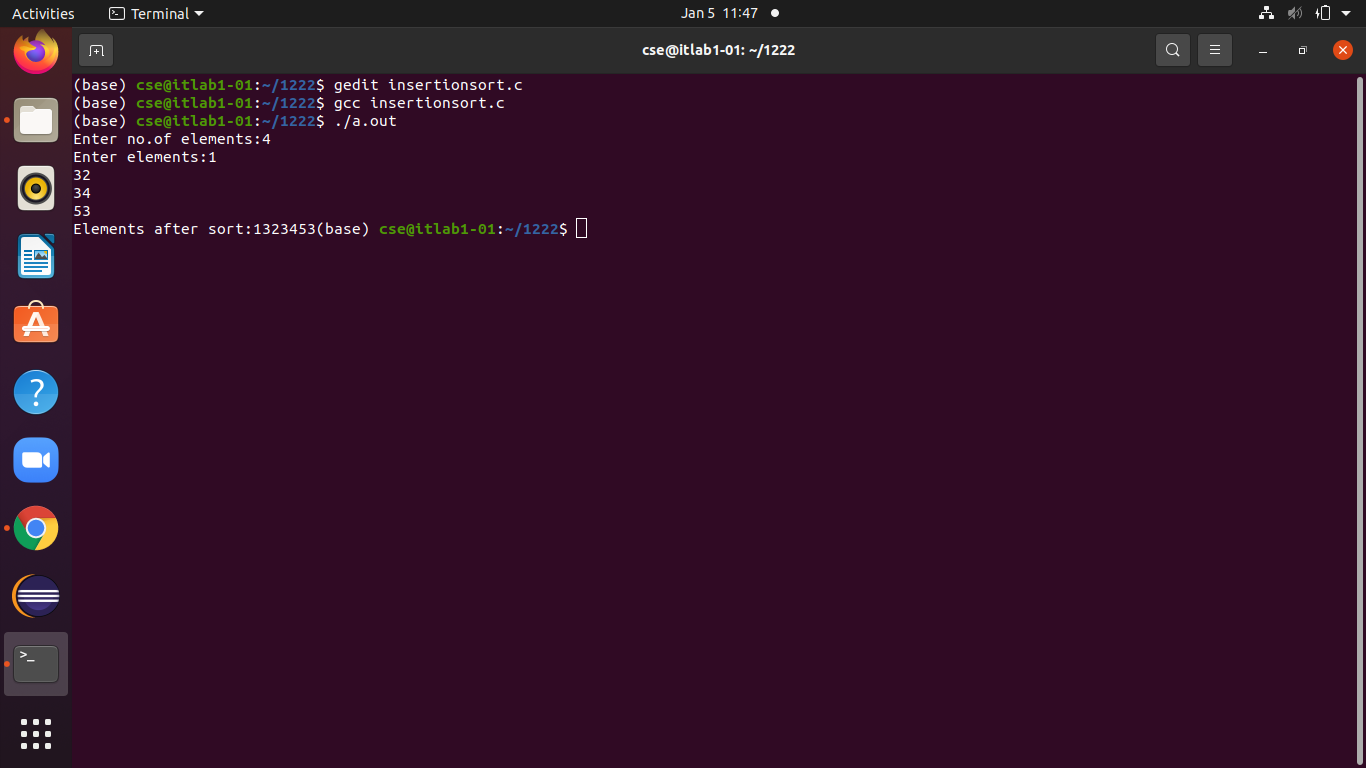 Activities Terminal Jan 5 11:47
cse@itlab1-01: ~/1222
(base) cse@itlab1-01:~/1222$ gedit insertionsort.c
(base) cse@itlab1-01:~/1222$ gcc insertionsort.c
(base) cse@itlab1-01:~/1222$ ./a.out
Enter no.of elements:4
Enter elements:1
32
34
53
Elements after sort:1323453(base) cse@itlab1-01:~/1222$